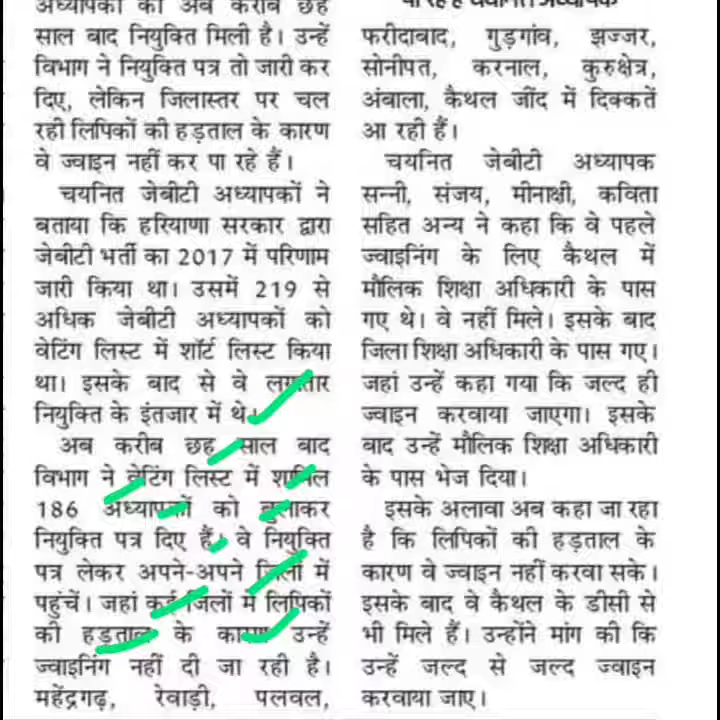 अध्यापकों को अब करीब छह
साल बाद नियुक्ति मिली है। उन्हें
विभाग ने नियुक्ति पत्र तो जारी कर
दिए, लेकिन जिलास्तर पर चल
रही लिपिकों की हड़ताल के कारण
वे ज्वाइन नहीं कर पा रहे हैं।
चयनित जेबीटी अध्यापकों ने
बताया कि हरियाणा सरकार द्वारा
जेबीटी भर्ती का 2017 में परिणाम
जारी किया था। उसमें 219 से
अधिक जेबीटी अध्यापकों को
वेटिंग लिस्ट में शॉर्ट लिस्ट किया
था। इसके बाद से वे लगातार
नियुक्ति के इंतजार में थे।
अब करीब छह साल बाद
विभाग ने वेटिंग लिस्ट में शामिल
186 अध्यापकों को बुलाकर
नियुक्ति पत्र दिए हैं। वे नियुक्ति
पत्र लेकर अपने-अपने जिलों में
पहुंचें। जहां कई जिलों में लिपिकों
की हड़ताल के कारण उन्हें
ज्वाइनिंग नहीं दी जा रही है।
महेंद्रगढ़, रेवाड़ी, पलवल,
पा रहे हैं चयनित अध्यापक
फरीदाबाद, गुड़गांव, झज्जर,
सोनीपत, करनाल, कुरुक्षेत्र,
अंबाला, कैथल जींद में दिक्कतें
आ रही हैं।
चयनित जेबीटी अध्यापक
सन्नी, संजय, मीनाक्षी, कविता
सहित अन्य ने कहा कि वे पहले
ज्वाइनिंग के लिए कैथल में
मौलिक शिक्षा अधिकारी के पास
गए थे। वे नहीं मिले। इसके बाद
जिला शिक्षा अधिकारी के पास गए।
जहां उन्हें कहा गया कि जल्द ही
ज्वाइन करवाया जाएगा। इसके
बाद उन्हें मौलिक शिक्षा अधिकारी
के पास भेज दिया।
इसके अलावा अब कहा जा रहा
है कि लिपिकों की हड़ताल के
कारण वे ज्वाइन नहीं करवा सके।
इसके बाद वे कैथल के डीसी से
भी मिले हैं। उन्होंने मांग की कि
उन्हें जल्द से जल्द ज्वाइन
करवाया जाए।